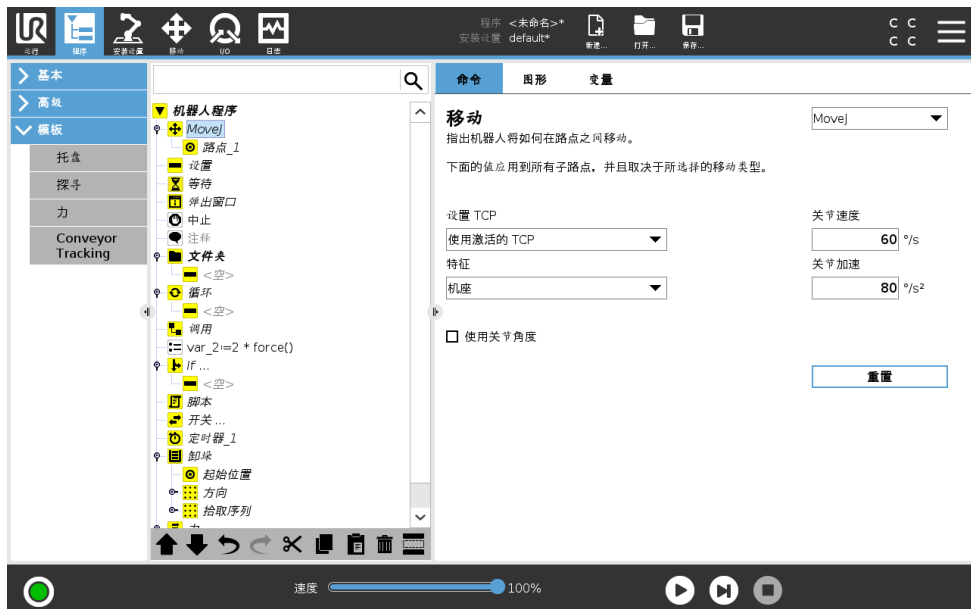 UR
运行
程序
安装设置
移动
I/O
日志
程序 <未命名>*
安装设置 default*
新建...
打开...
保存...
C C
C C
基本
高级
模板
托盘
探寻
力
Conveyor
Tracking
机器人程序
MoveJ
路点_1
设置
等待
弹出窗口
中止
注释
文件夹
<空>
循环
<空>
调用
var_2:=2 * force()
If ...
<空>
脚本
开关 ...
定时器_1
卸垛
起始位置
方向
拾取序列
力
命令
图形
变量
移动
MoveJ
指出机器人将如何在路点之间移动。
下面的值应用到所有子路点，并且取决于所选择的移动类型。
设置 TCP
关节速度
使用激活的 TCP
60 °/s
特征
关节加速
机座
80 °/s²
使用关节角度
重置
速度
100%